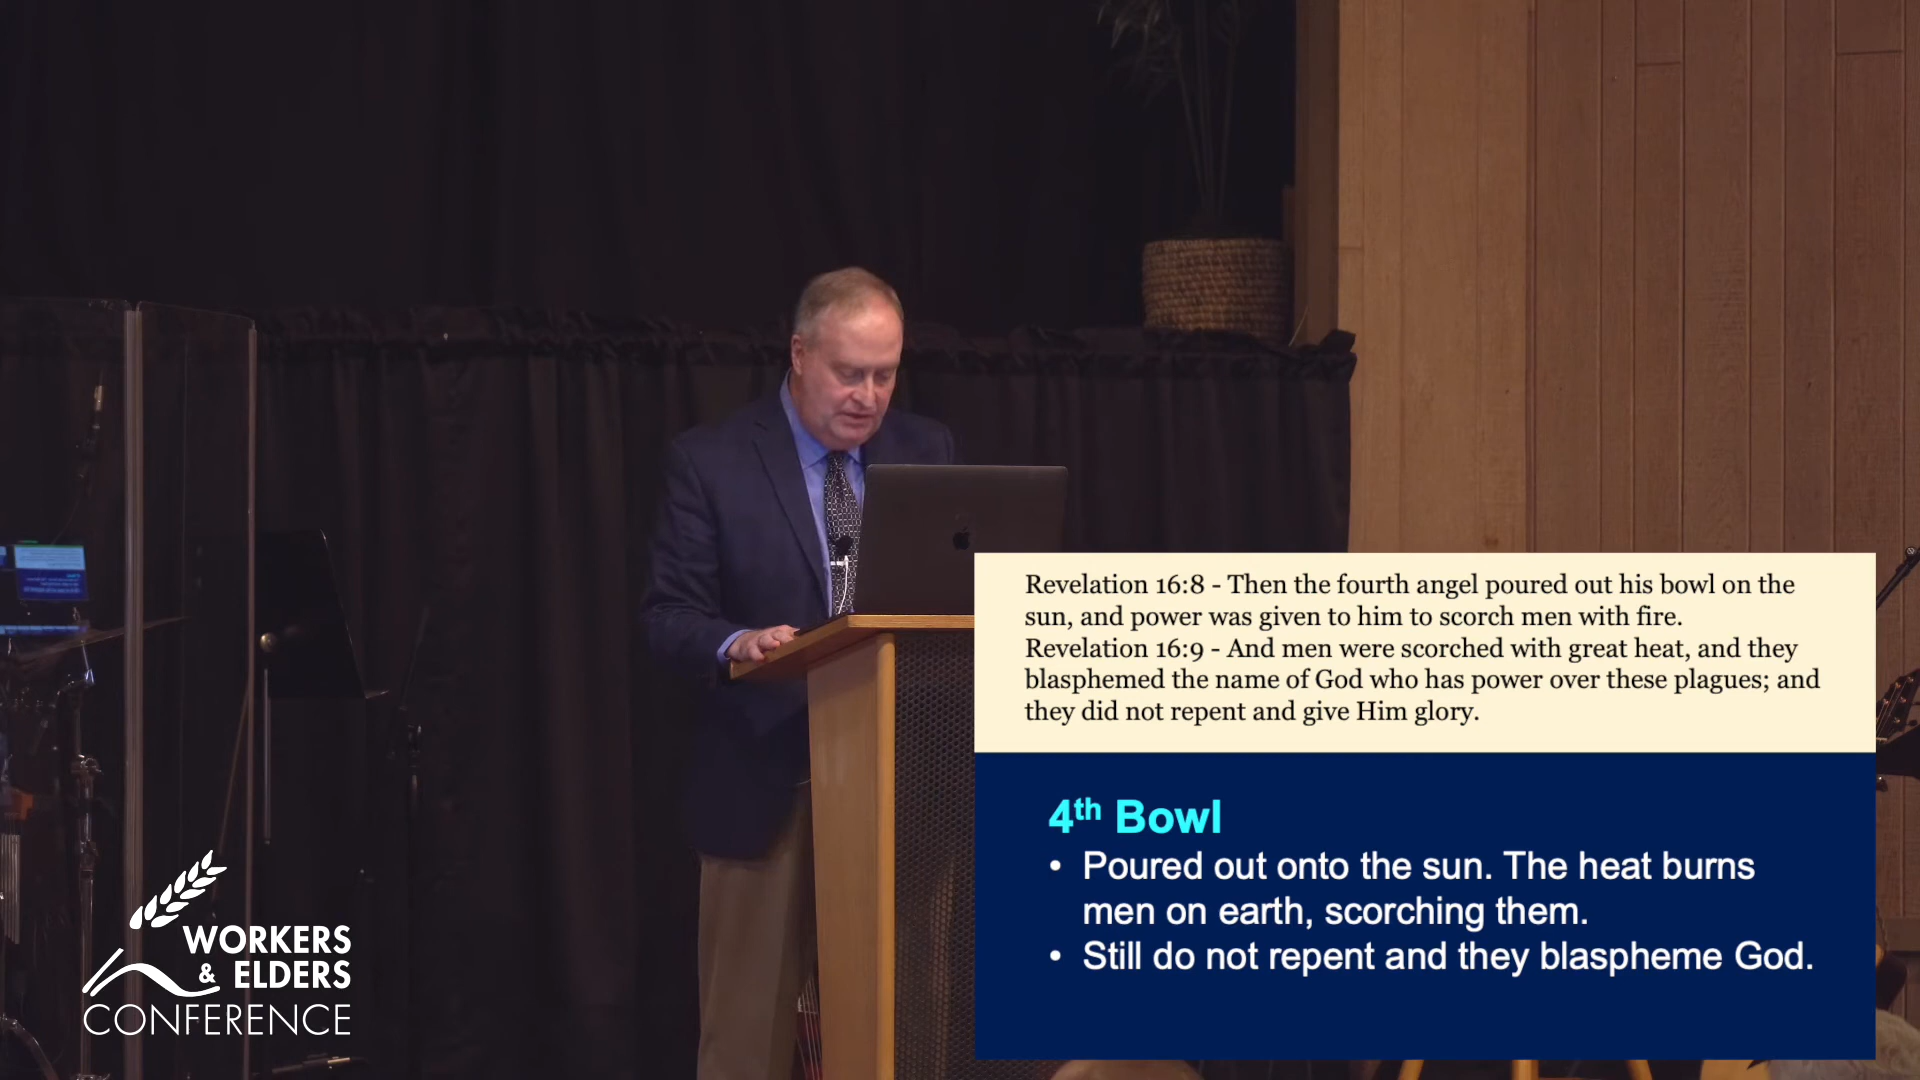 Revelation 16:8 - Then the fourth angel poured out his bowl on the
sun, and power was given to him to scorch men with fire.
Revelation 16:9 - And men were scorched with great heat, and they
blasphemed the name of God who has power over these plagues; and
they did not repent and give Him glory.
4th Bowl
• Poured out onto the sun. The heat burns
men on earth, scorching them.
• Still do not repent and they blaspheme God.
WORKERS
& ELDERS
CONFERENCE